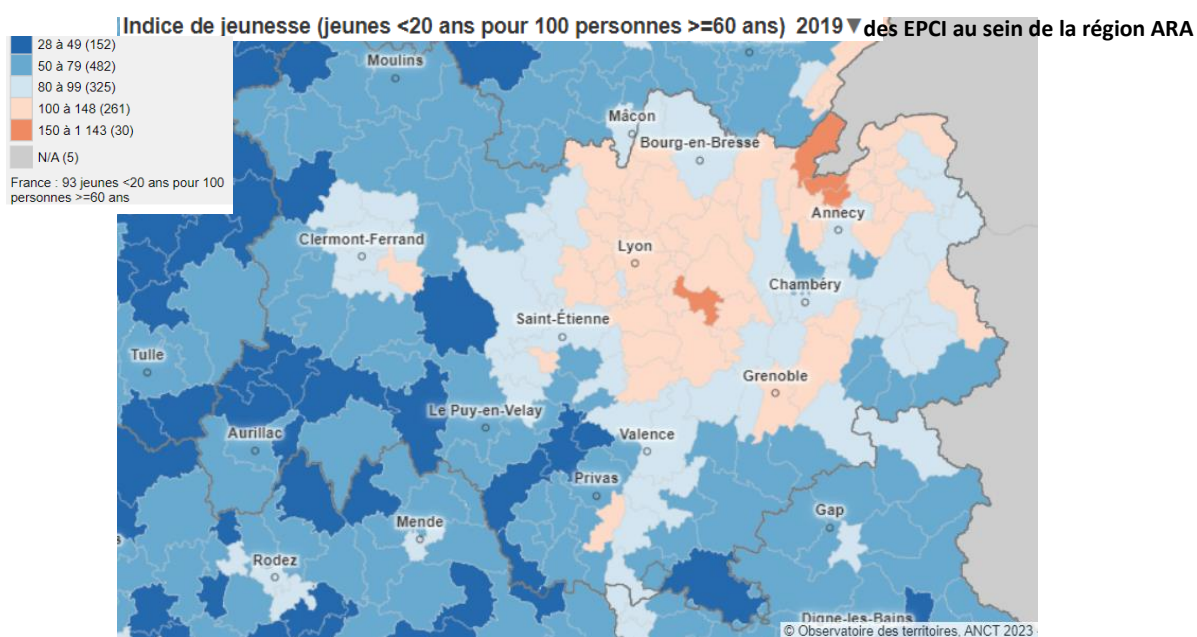 Indice de jeunesse (jeunes <20 ans pour 100 personnes >=60 ans) 2019▼des EPCI au sein de la région ARA
28 à 49 (152)
50 à 79 (482)
80 à 99 (325)
100 à 148 (261)
150 à 1 143 (30)
N/A (5)
France : 93 jeunes <20 ans pour 100
personnes >=60 ans
Moulins
Mâcon
Bourg-en-Bresse
Annecy
Clermont-Ferrand
Lyon
Chambéry
Saint-Étienne
Tulle
Grenoble
Le Puy-en-Velay
Aurillac
Valence
Privas
Gap
Mende
Rodez
Digne-les-Bains
© Observatoire des territoires, ANCT 2023